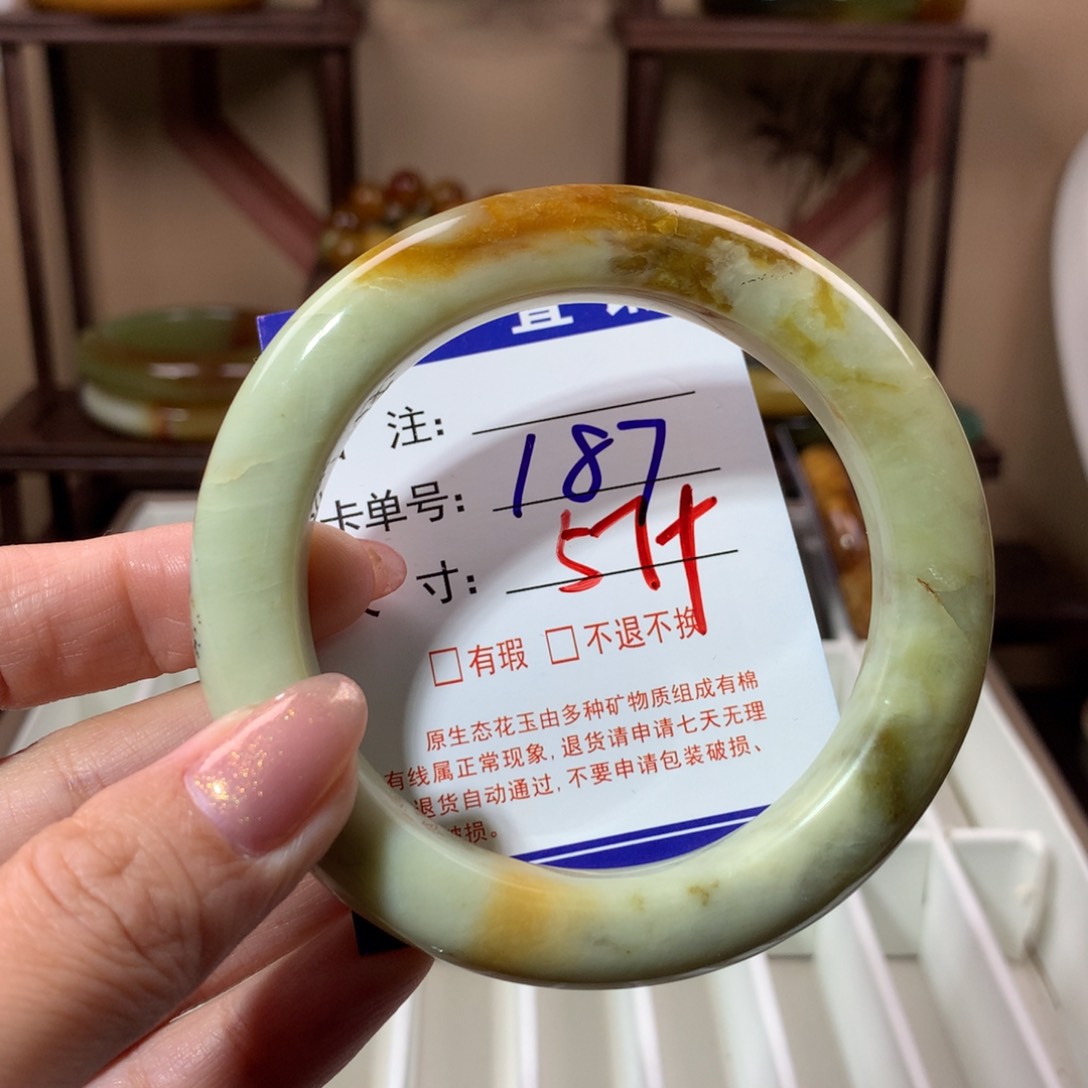 直
注:
卡单号: 187
寸: 57+
□有瑕 □不退不换
原生态花玉由多种矿物质组成有棉
有线属正常现象,退货请申请七天无理
退货自动通过,不要申请包装破损、
破损。